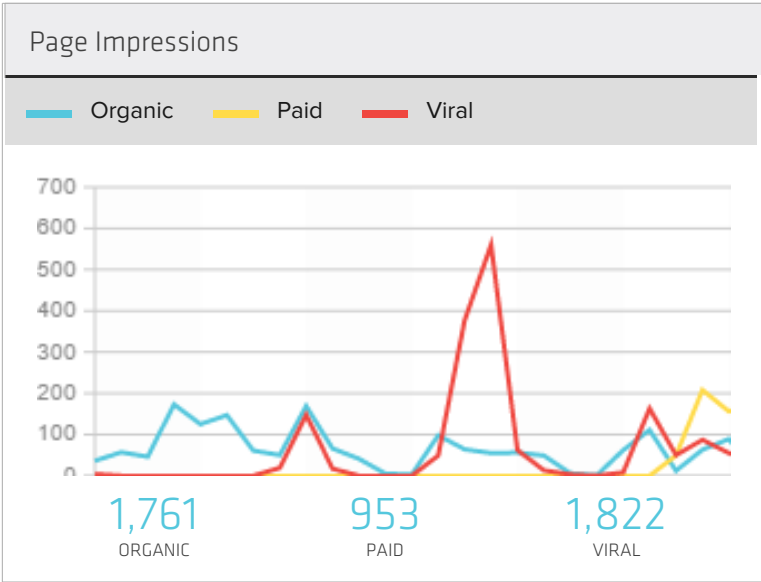 Page Impressions
Organic Paid Viral
700
600
500
400
300
200
100
0
1,761 953 1,822
ORGANIC PAID VIRAL